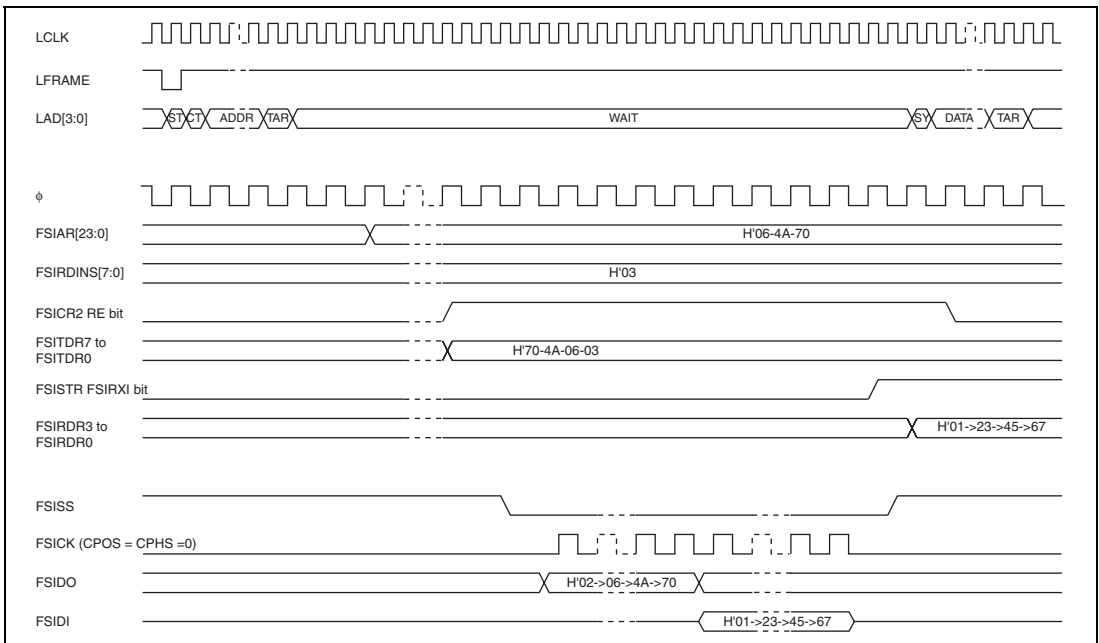 LCLK
LFRAME
LAD[3:0] ST CT ADDR TAR WAIT SY DATA TAR
ϕ
FSIAR[23:0] H'06-4A-70
FSIRDINS[7:0] H'03
FSICR2 RE bit
FSITDR7 to
FSITDR0
H'70-4A-06-03
FSISTR FSIRXI bit
FSIRDR3 to
FSIRDR0
H'01->23->45->67
FSISS
FSICK (CPOS = CPHS =0)
FSIDO H'02->06->4A->70
FSIDI H'01->23->45->67